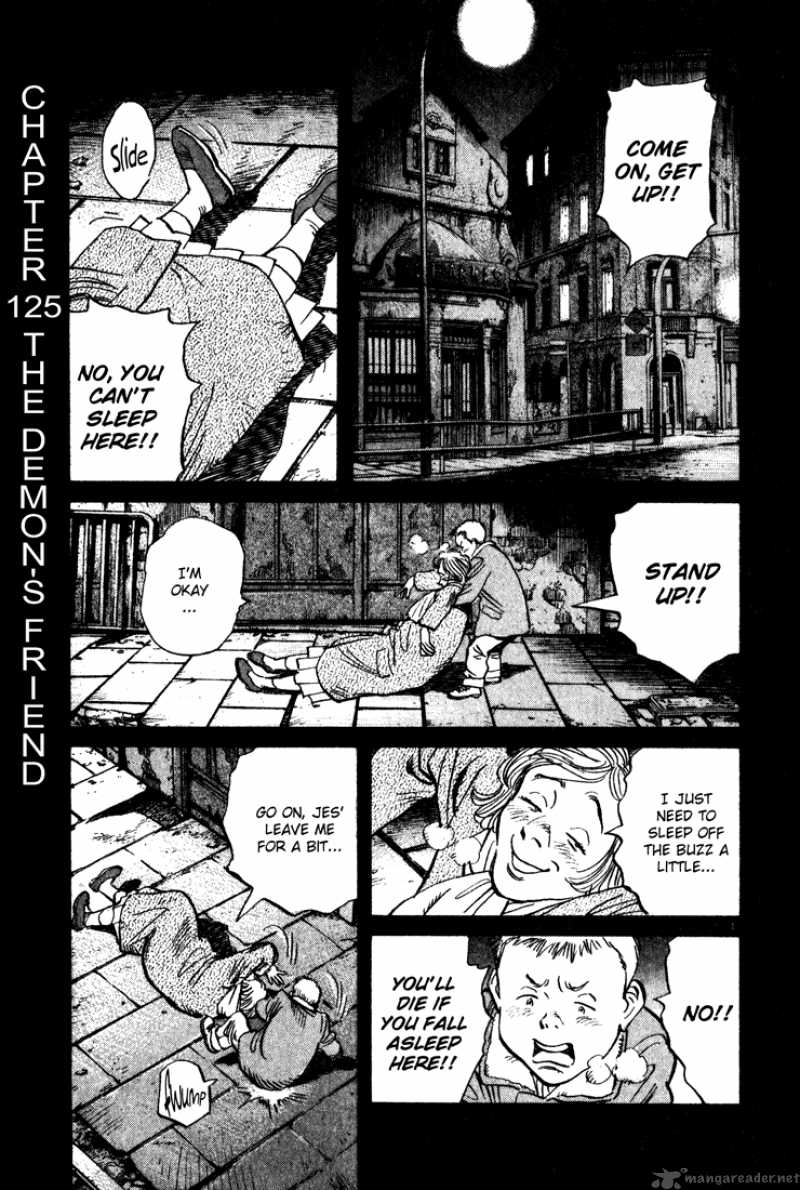 CHAPTER 125 THE DEMON'S FRIEND
COME
ON, GET
UP!!
Slide
NO, YOU
CAN'T
SLEEP
HERE!!
STAND
UP!!
I'M
OKAY
...
I JUST
NEED TO
SLEEP OFF
THE BUZZ A
LITTLE...
GO ON, JES'
LEAVE ME
FOR A BIT...
WUMP
NO!!
YOU'LL
DIE IF
YOU FALL
ASLEEP
HERE!!
1
mangareader.net